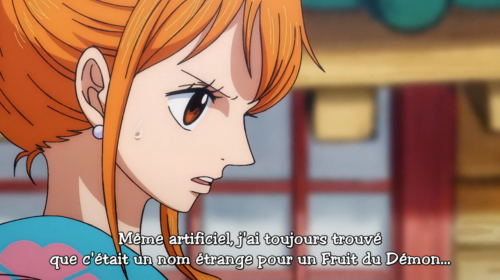 Même artificiel, j'ai toujours trouvé
que c'était un nom étrange pour un Fruit du Démon...